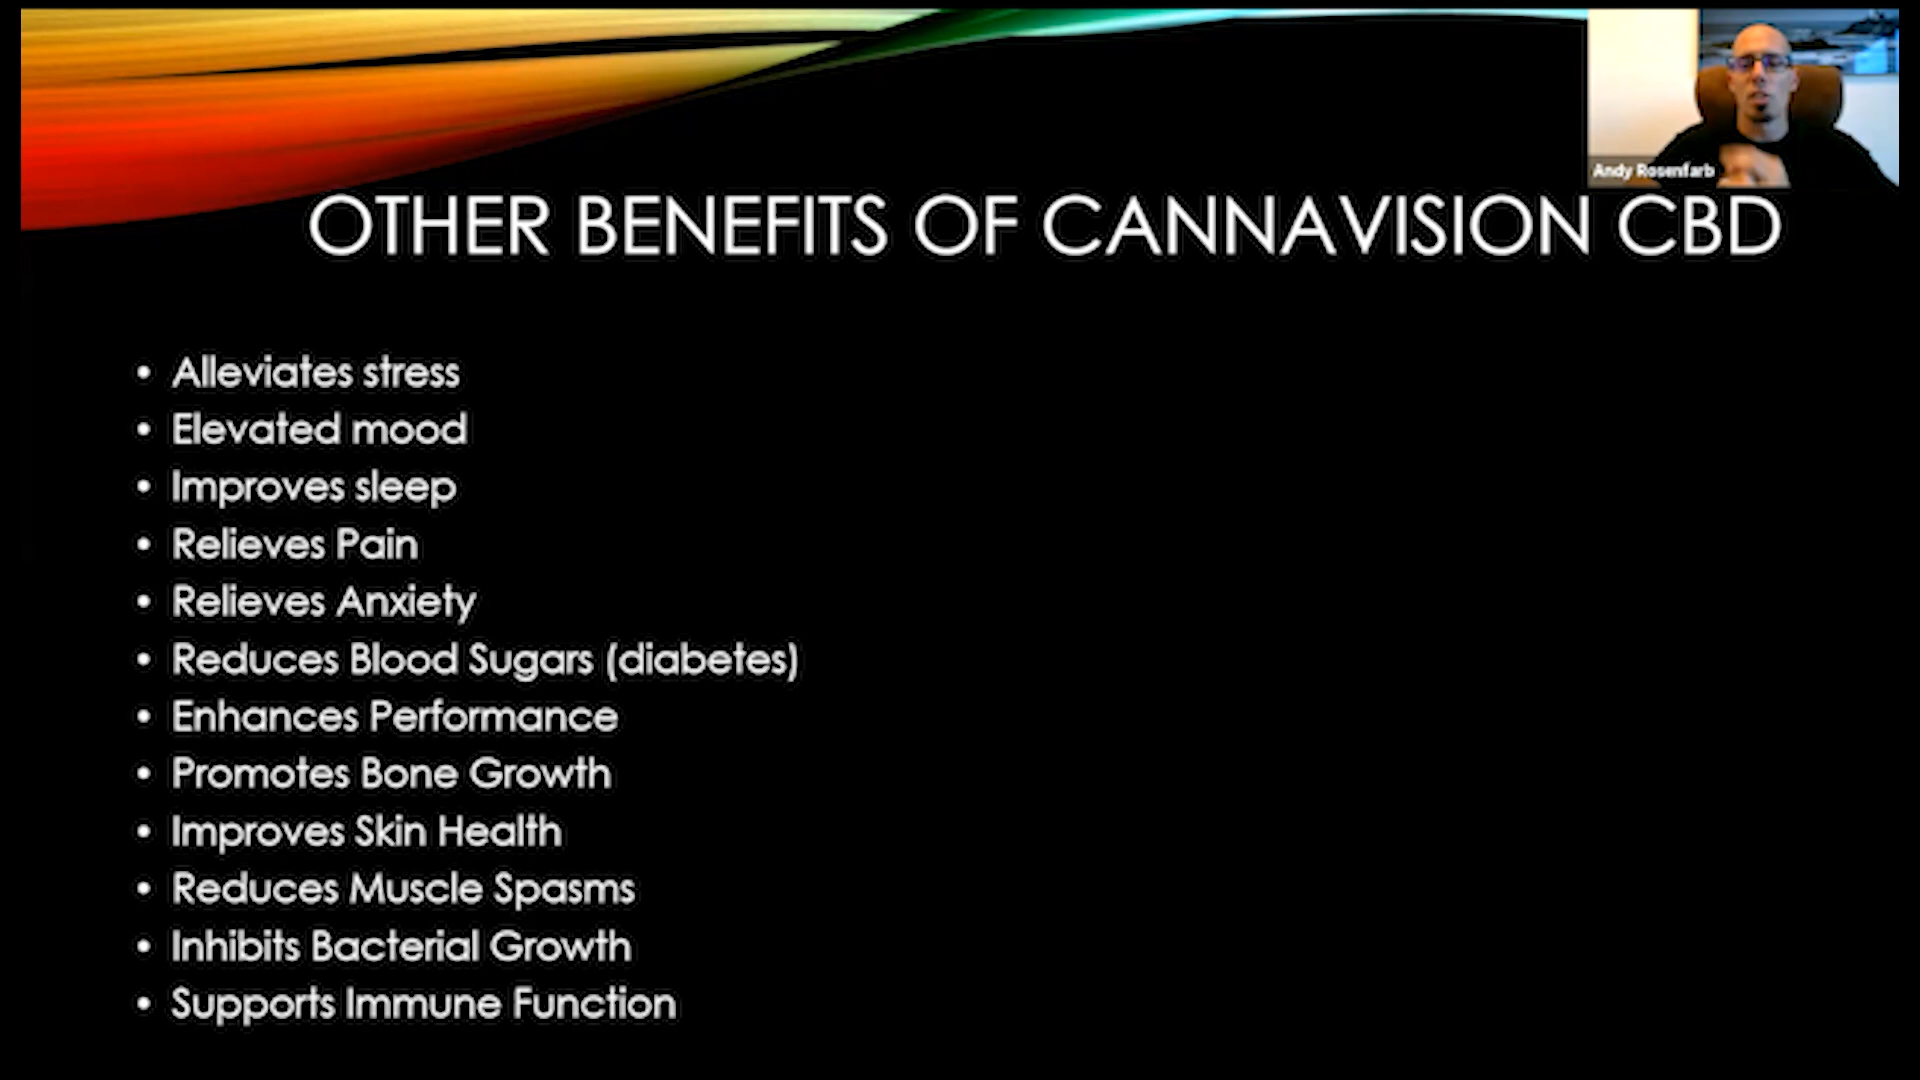 Andy Rosenfarb
OTHER BENEFITS OF CANNAVISION CBD
• Alleviates stress
• Elevated mood
• Improves sleep
• Relieves Pain
• Relieves Anxiety
• Reduces Blood Sugars (diabetes)
• Enhances Performance
• Promotes Bone Growth
• Improves Skin Health
• Reduces Muscle Spasms
• Inhibits Bacterial Growth
• Supports Immune Function